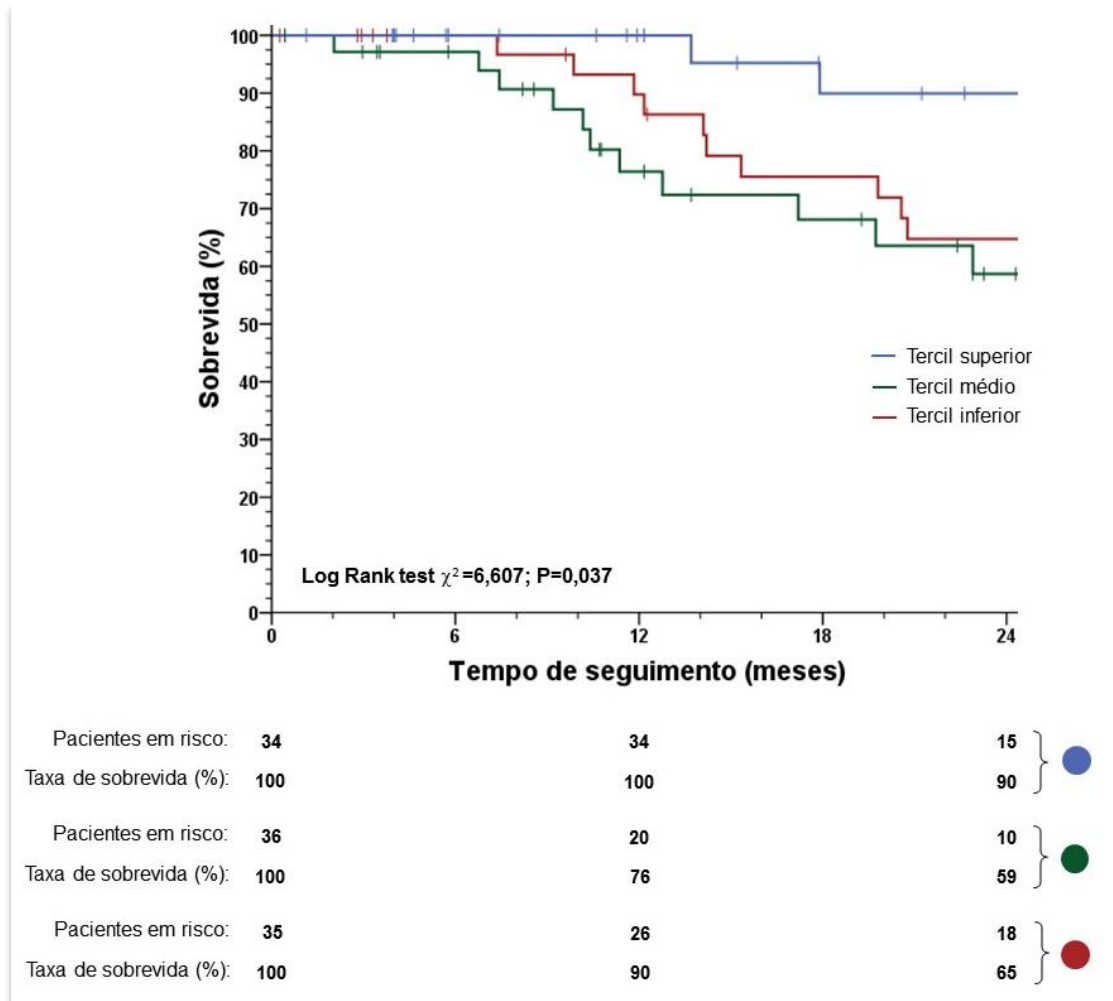 100
90
80
70
60
50
40
30
20
10
0
Sobrevida (%)
Tercil superior
Tercil médio
Tercil inferior
Log Rank test χ²=6,607; P=0,037
0 6 12 18 24
Tempo de seguimento (meses)
Pacientes em risco: 34 34 15
Taxa de sobrevida (%): 100 100 90
Pacientes em risco: 36 20 10
Taxa de sobrevida (%): 100 76 59
Pacientes em risco: 35 26 18
Taxa de sobrevida (%): 100 90 65